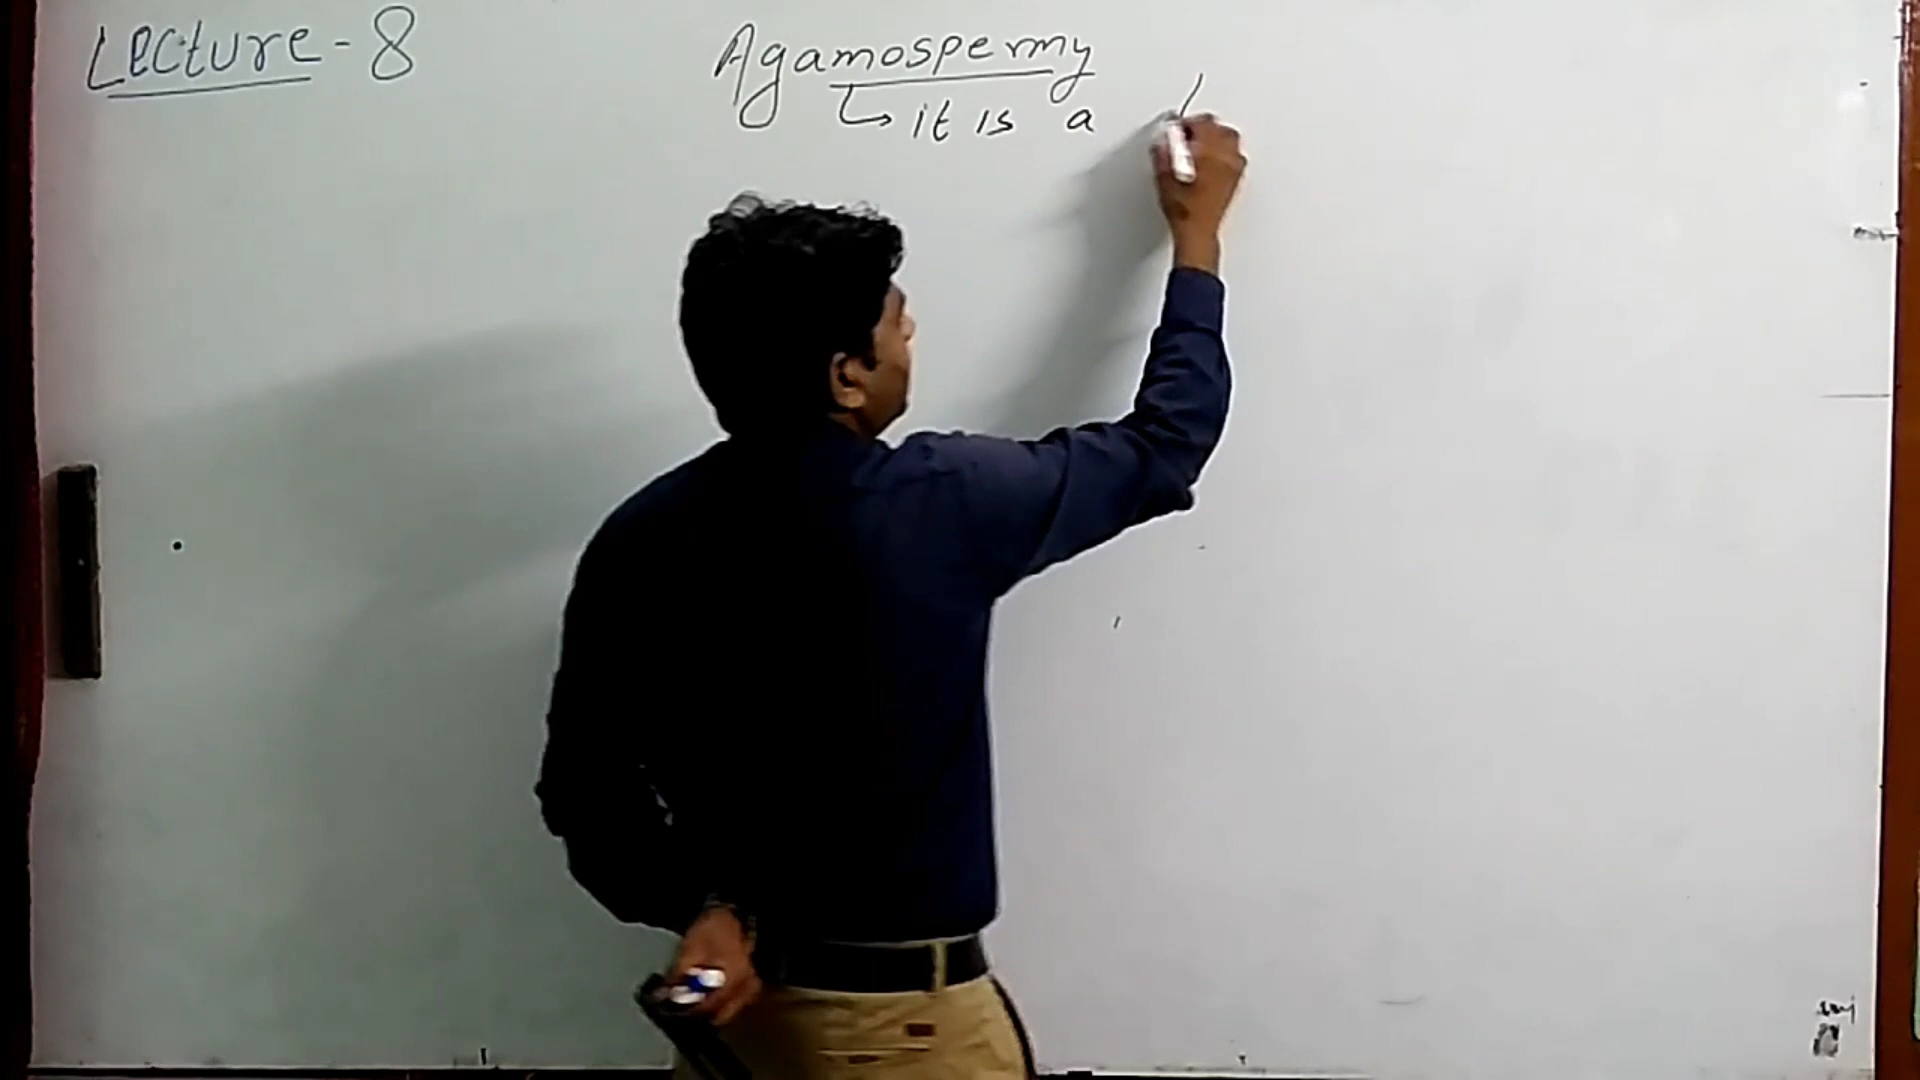 Lecture-8
Agamospermy
↳ it is a